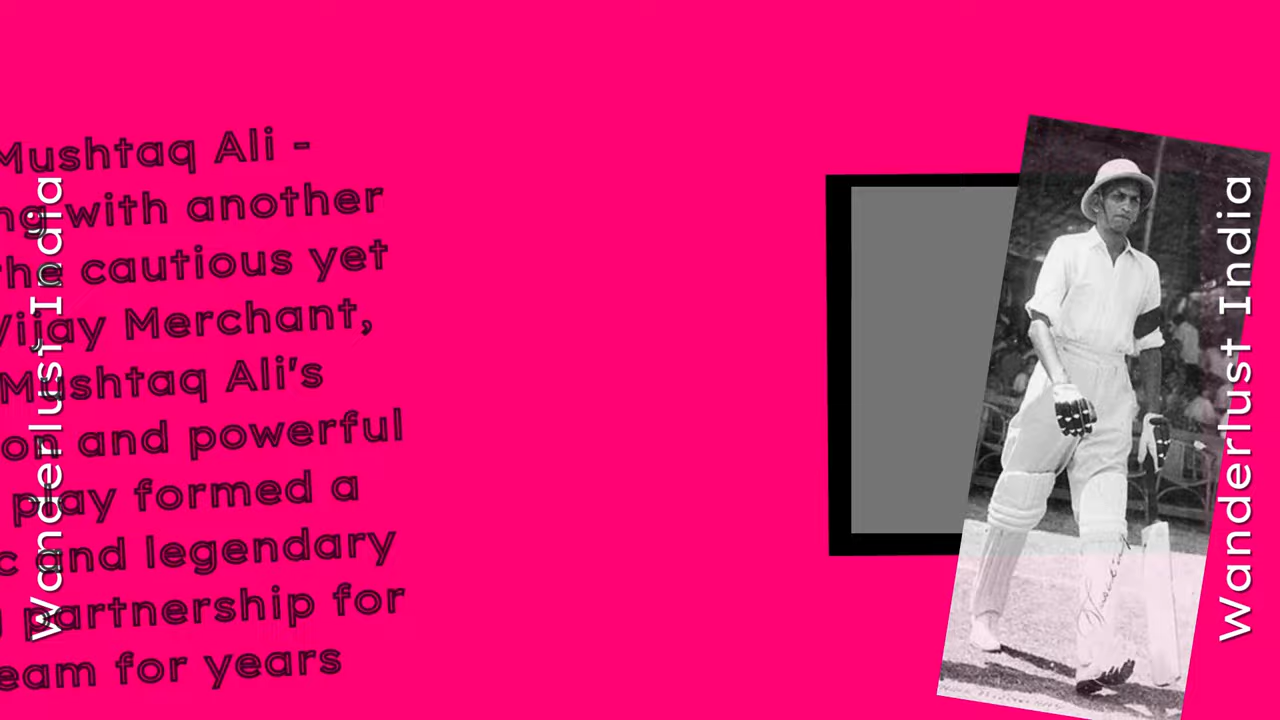 Mushtaq Ali -
with another
the cautious yet
Vijay Merchant,
Mushtaq Ali's
on and powerful
play formed a
and legendary
partnership for
for years
Wanderlust India
Wanderlust India